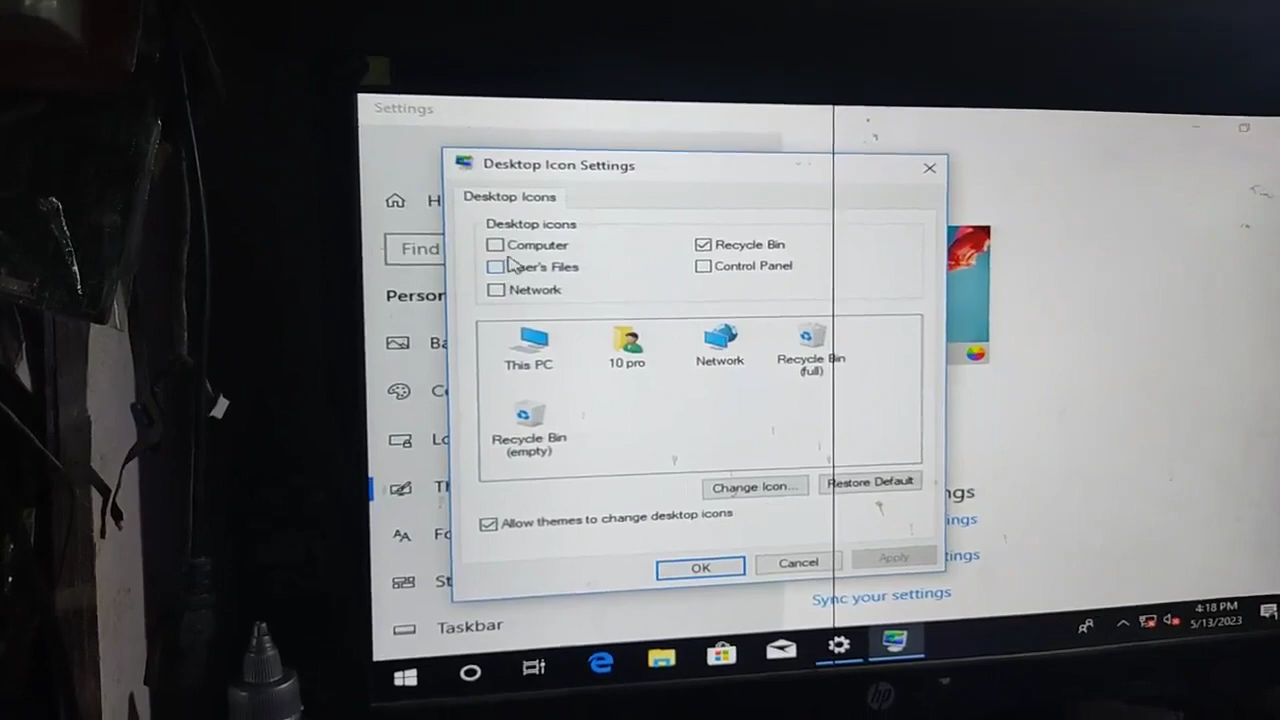 Settings
Desktop Icon Settings
Desktop Icons
Desktop icons
Computer
Recycle Bin
User's Files
Control Panel
Network
Find
Person
This PC
10 pro
Network
Recycle Bin
(full)
Recycle Bin
(empty)
Change Icon...
Restore Default
Allow themes to change desktop icons
OK
Cancel
Apply
ngs
ings
tings
Sync your settings
H
Ba
C
Lo
Th
Fo
St
Taskbar
4:18 PM
5/13/2023
hp